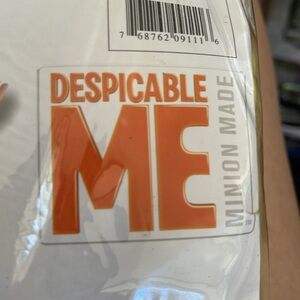 7 68762 09111 6
DESPICABLE
ME
MINION MADE